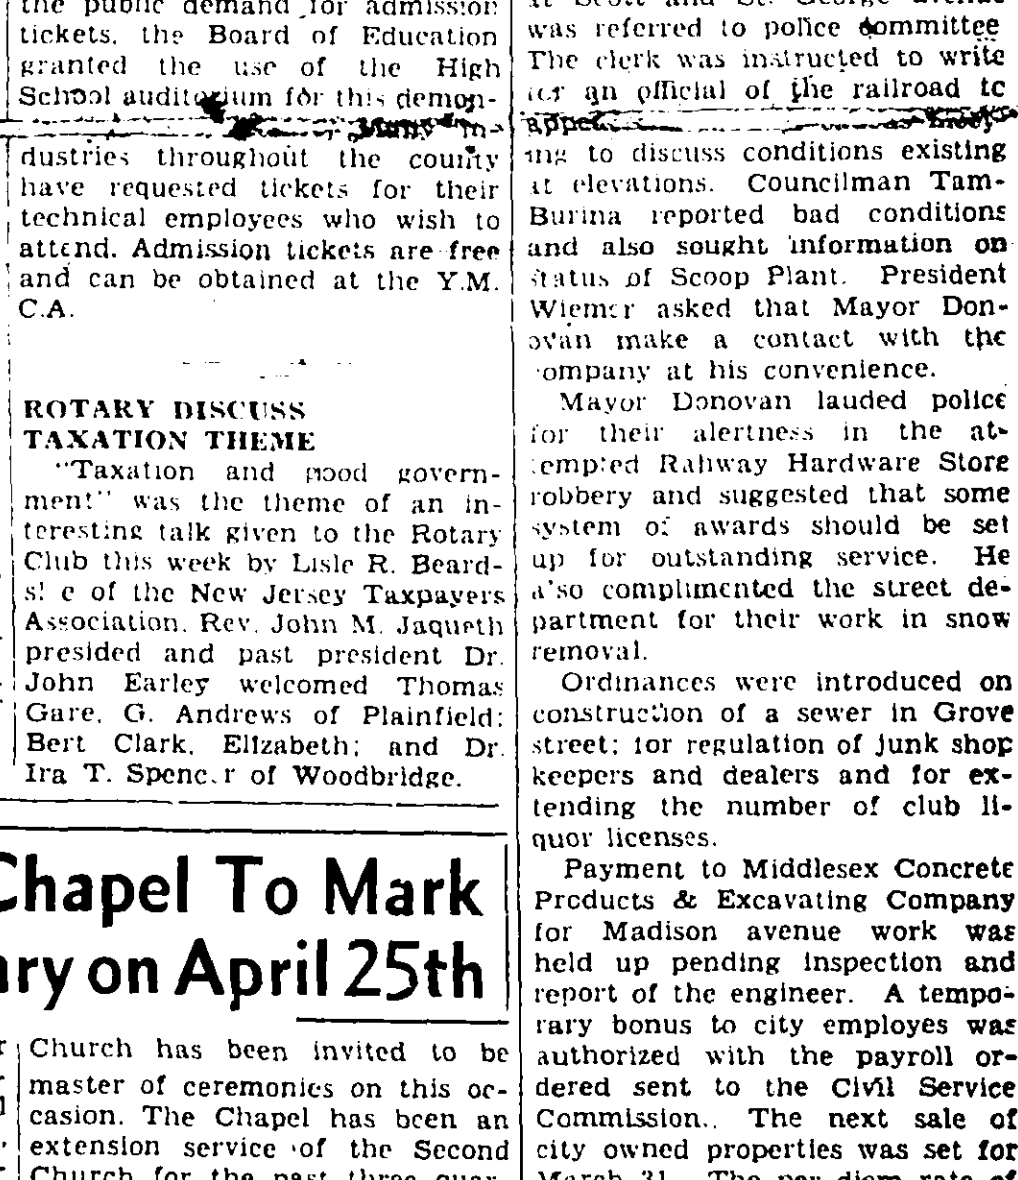 the public demand for admission
tickets, the Board of Education
granted the use of the High
School auditorium for this demon-
Many in-
dustries throughout the county
have requested tickets for their
technical employees who wish to
attend. Admission tickets are free
and can be obtained at the Y.M.
C.A.
ROTARY DISCUSS
TAXATION THEME
"Taxation and good govern-
ment" was the theme of an in-
teresting talk given to the Rotary
Club this week by Lisle R. Beard-
sl e of the New Jersey Taxpayers
Association. Rev. John M. Jaqueth
presided and past president Dr.
John Earley welcomed Thomas
Gare, G. Andrews of Plainfield;
Bert Clark, Elizabeth; and Dr.
Ira T. Spencer of Woodbridge.
Chapel To Mark
ary on April 25th
Church has been invited to be
master of ceremonies on this oc-
casion. The Chapel has been an
extension service of the Second
Church for the past three quar-
at Scott and St. George avenue
was referred to police committee
The clerk was instructed to write
for an official of the railroad to
ing to discuss conditions existing
at elevations. Councilman Tam-
Burina reported bad conditions
and also sought information on
status of Scoop Plant. President
Wiemer asked that Mayor Don-
ovan make a contact with the
company at his convenience.
Mayor Donovan lauded police
for their alertness in the at-
tempted Rahway Hardware Store
robbery and suggested that some
system of awards should be set
up for outstanding service. He
also complimented the street de-
partment for their work in snow
removal.
Ordinances were introduced on
construction of a sewer in Grove
street; for regulation of junk shop
keepers and dealers and for ex-
tending the number of club li-
quor licenses.
Payment to Middlesex Concrete
Products & Excavating Company
for Madison avenue work was
held up pending inspection and
report of the engineer. A tempo-
rary bonus to city employes was
authorized with the payroll or-
dered sent to the Civil Service
Commission.. The next sale of
city owned properties was set for
March 31. The per diem rate of